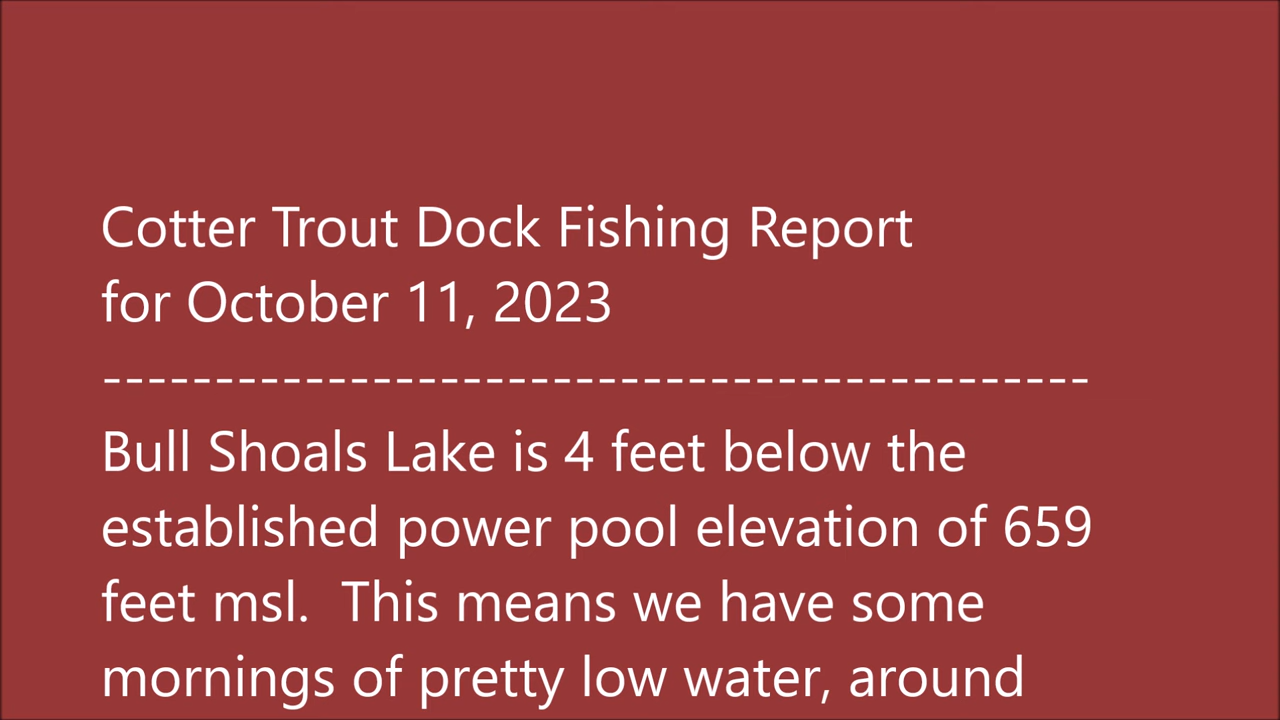 Cotter Trout Dock Fishing Report
for October 11, 2023
--------------------------------------------
Bull Shoals Lake is 4 feet below the
established power pool elevation of 659
feet msl.  This means we have some
mornings of pretty low water, around